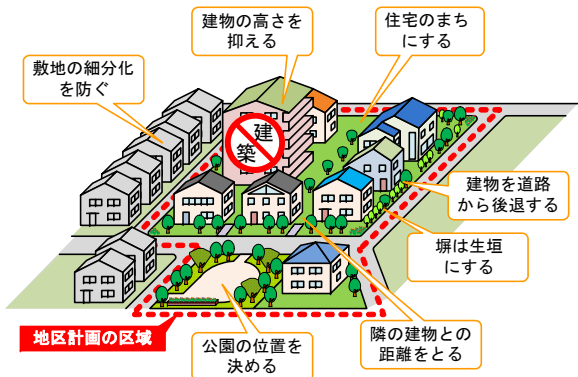 建物の高さを
抑える
住宅のまち
にする
敷地の細分化
を防ぐ
建
築
建物を道路
から後退する
塀は生垣
にする
隣の建物との
距離をとる
公園の位置を
決める
地区計画の区域